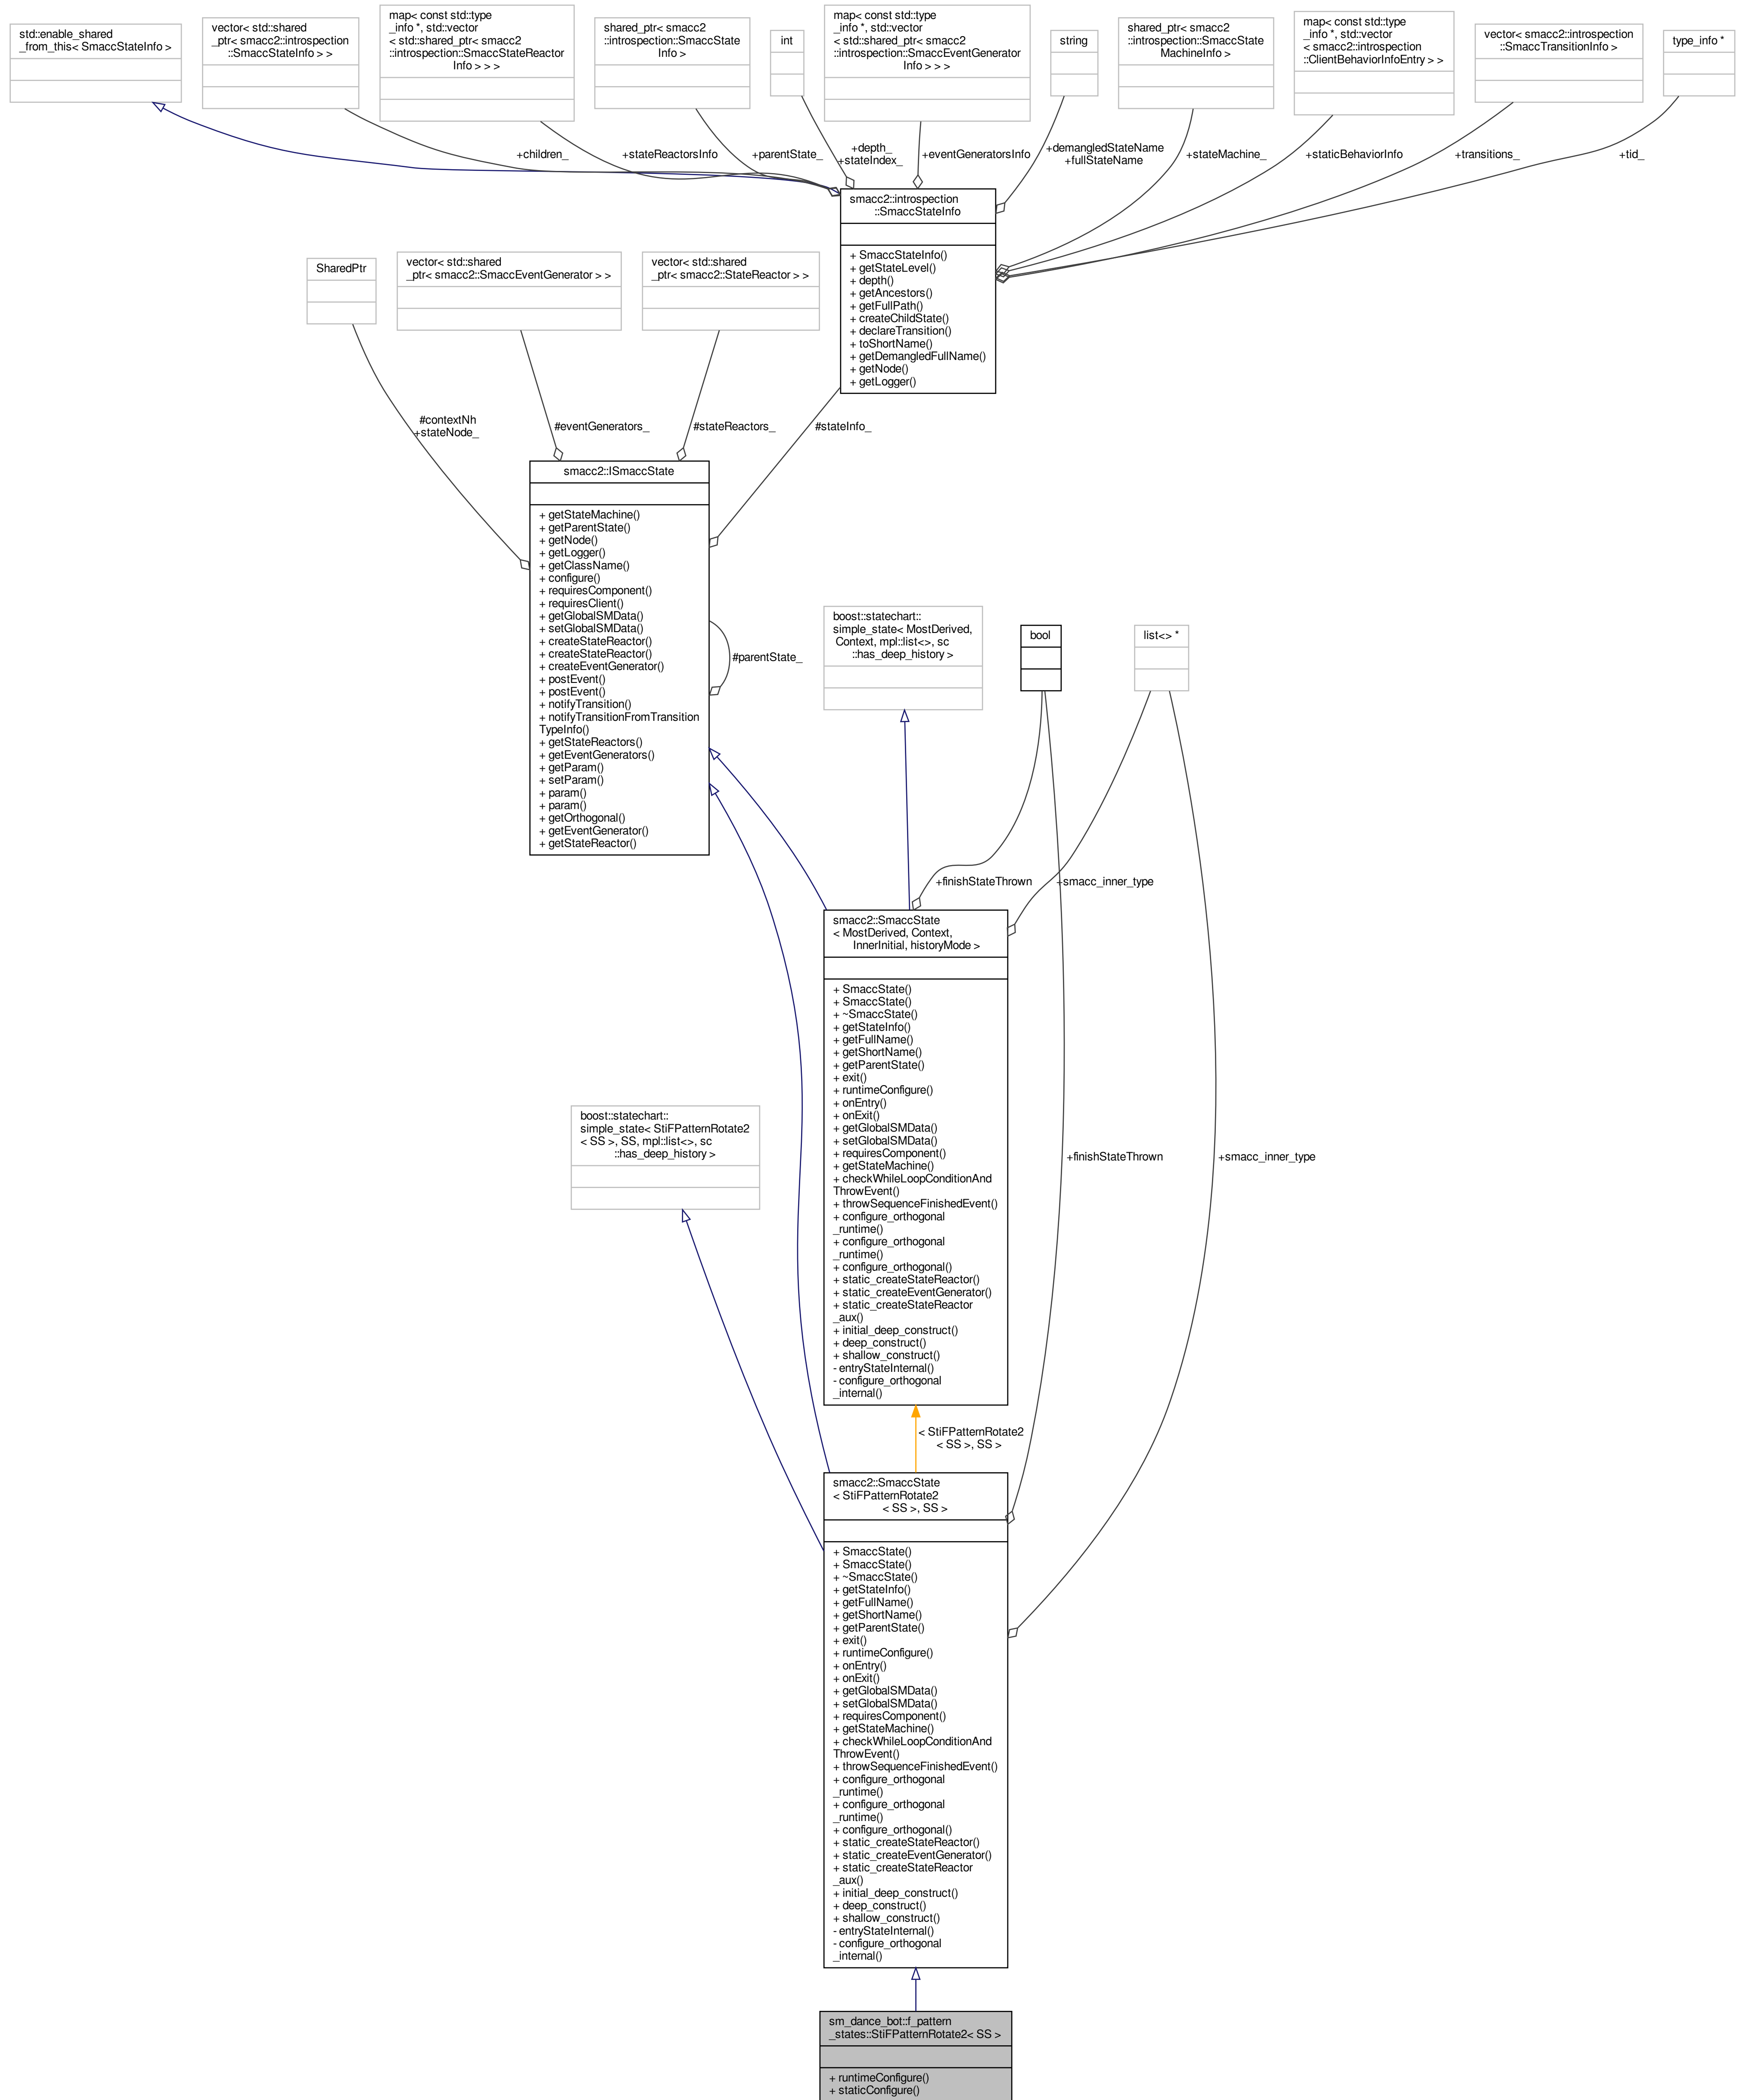 std::enable_shared
_from_this< SmaccStateInfo >
vector< std::shared
_ptr< smacc2::introspection
::SmaccStateInfo > >
map< const std::type
_info *, std::vector
< std::shared_ptr< smacc2
::introspection::SmaccStateReactor
Info > > >
shared_ptr< smacc2
::introspection::SmaccState
Info >
int
map< const std::type
_info *, std::vector
< std::shared_ptr< smacc2
::introspection::SmaccEventGenerator
Info > > >
string
shared_ptr< smacc2
::introspection::SmaccState
MachineInfo >
map< const std::type
_info *, std::vector
< smacc2::introspection
::ClientBehaviorInfoEntry > >
vector< smacc2::introspection
::SmaccTransitionInfo >
type_info *
+children_
+stateReactorsInfo
+parentState_
+depth_
+stateIndex_
+eventGeneratorsInfo
+demangledStateName
+fullStateName
+stateMachine_
+staticBehaviorInfo
+transitions_
+tid_
smacc2::introspection
::SmaccStateInfo
+ SmaccStateInfo()
+ getStateLevel()
+ depth()
+ getAncestors()
+ getFullPath()
+ createChildState()
+ declareTransition()
+ toShortName()
+ getDemangledFullName()
+ getNode()
+ getLogger()
SharedPtr
vector< std::shared
_ptr< smacc2::SmaccEventGenerator > >
vector< std::shared
_ptr< smacc2::StateReactor > >
#contextNh
+stateNode_
#eventGenerators_
#stateReactors_
#stateInfo_
smacc2::ISmaccState
+ getStateMachine()
+ getParentState()
+ getNode()
+ getLogger()
+ getClassName()
+ configure()
+ requiresComponent()
+ requiresClient()
+ getGlobalSMData()
+ setGlobalSMData()
+ createStateReactor()
+ createStateReactor()
+ createEventGenerator()
+ postEvent()
+ postEvent()
+ notifyTransition()
+ notifyTransitionFromTransition
TypeInfo()
+ getStateReactors()
+ getEventGenerators()
+ getParam()
+ setParam()
+ param()
+ param()
+ getOrthogonal()
+ getEventGenerator()
+ getStateReactor()
#parentState_
boost::statechart::
simple_state< MostDerived,
Context, mpl::list<>, sc
::has_deep_history >
bool
list<> *
+finishStateThrown
+smacc_inner_type
smacc2::SmaccState
< MostDerived, Context,
InnerInitial, historyMode >
+ SmaccState()
+ SmaccState()
+ ~SmaccState()
+ getStateInfo()
+ getFullName()
+ getShortName()
+ getParentState()
+ exit()
+ runtimeConfigure()
+ onEntry()
+ onExit()
+ getGlobalSMData()
+ setGlobalSMData()
+ requiresComponent()
+ getStateMachine()
+ checkWhileLoopConditionAnd
ThrowEvent()
+ throwSequenceFinishedEvent()
+ configure_orthogonal
_runtime()
+ configure_orthogonal
_runtime()
+ configure_orthogonal()
+ static_createStateReactor()
+ static_createEventGenerator()
+ static_createStateReactor
_aux()
+ initial_deep_construct()
+ deep_construct()
+ shallow_construct()
- entryStateInternal()
- configure_orthogonal
_internal()
boost::statechart::
simple_state< StiFPatternRotate2
< SS >, SS, mpl::list<>, sc
::has_deep_history >
+finishStateThrown
+smacc_inner_type
< StiFPatternRotate2
< SS >, SS >
smacc2::SmaccState
< StiFPatternRotate2
< SS >, SS >
+ SmaccState()
+ SmaccState()
+ ~SmaccState()
+ getStateInfo()
+ getFullName()
+ getShortName()
+ getParentState()
+ exit()
+ runtimeConfigure()
+ onEntry()
+ onExit()
+ getGlobalSMData()
+ setGlobalSMData()
+ requiresComponent()
+ getStateMachine()
+ checkWhileLoopConditionAnd
ThrowEvent()
+ throwSequenceFinishedEvent()
+ configure_orthogonal
_runtime()
+ configure_orthogonal
_runtime()
+ configure_orthogonal()
+ static_createStateReactor()
+ static_createEventGenerator()
+ static_createStateReactor
_aux()
+ initial_deep_construct()
+ deep_construct()
+ shallow_construct()
- entryStateInternal()
- configure_orthogonal
_internal()
sm_dance_bot::f_pattern
_states::StiFPatternRotate2< SS >
+ runtimeConfigure()
+ staticConfigure()